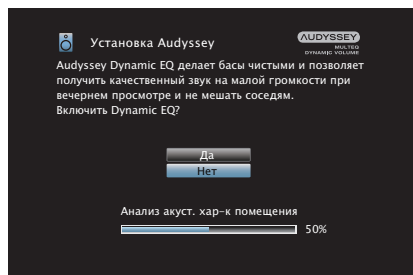 Установка Audyssey
AUDYSSEY
MULTEQ
DYNAMIC VOLUME
Audyssey Dynamic EQ делает басы чистыми и позволяет
получить качественный звук на малой громкости при
вечернем просмотре и не мешать соседям.
Включить Dynamic EQ?
Да
Нет
Анализ акуст. хар-к помещения
50%